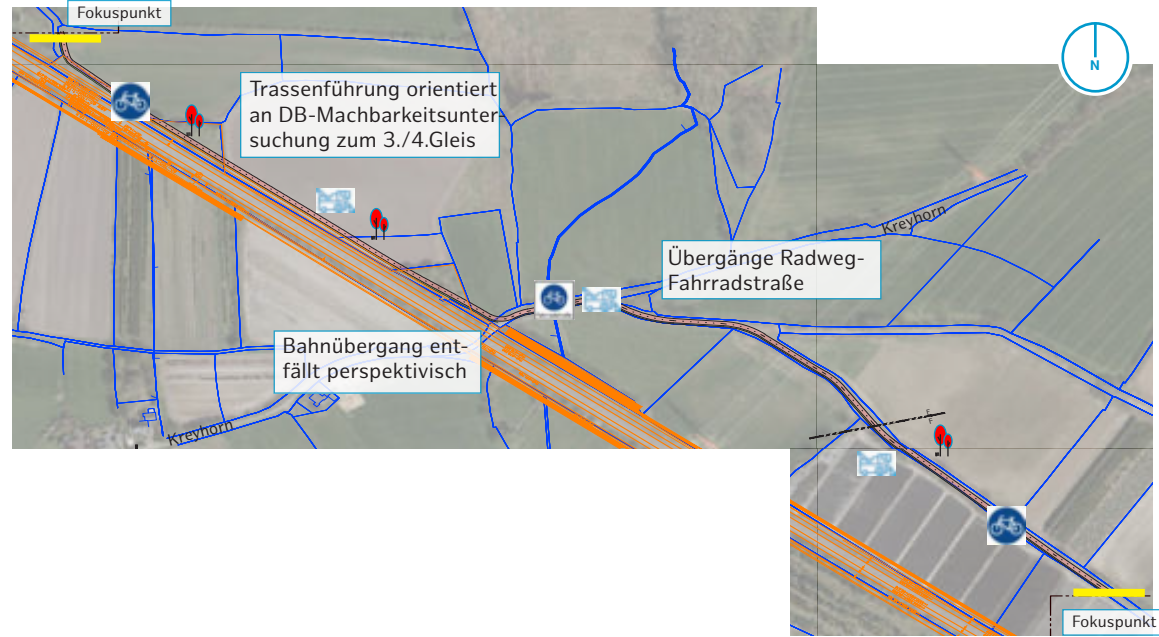 Fokuspunkt
N
Trassenführung orientiert
an DB-Machbarkeitsunter-
suchung zum 3./4.Gleis
Kreyhorn
Übergänge Radweg-
Fahrradstraße
Bahnübergang ent-
fällt perspektivisch
Kreyhorn
F
F
Fokuspunkt